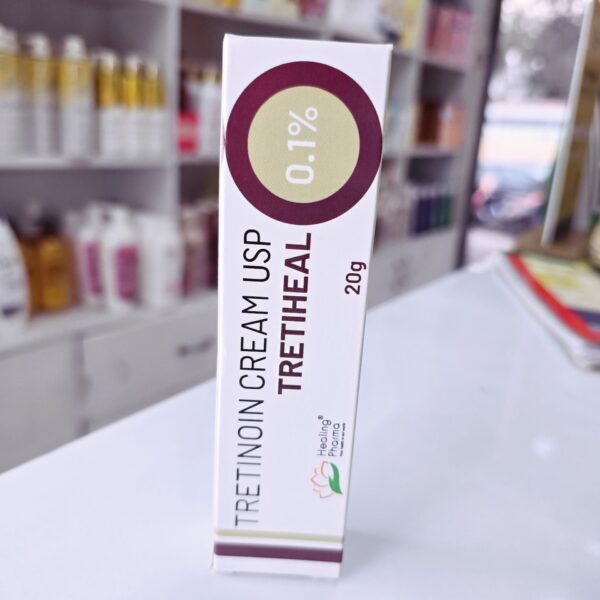 0.1%
TRETINOIN CREAM USP
TRETIHEAL
20g
Healing®
Pharma